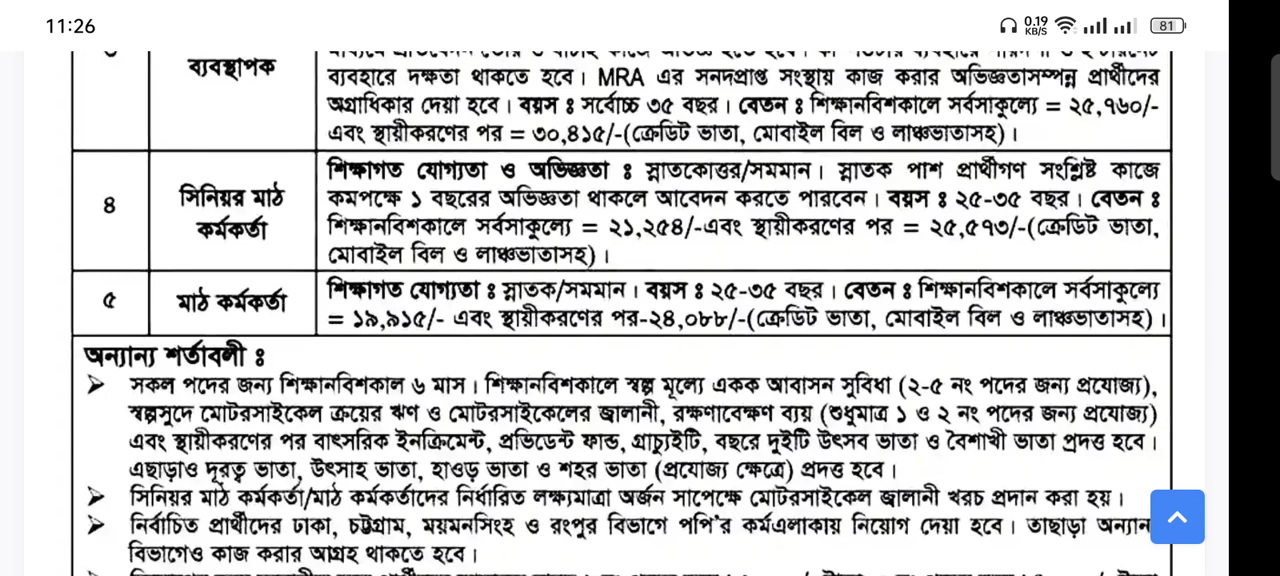 11:26
0.19
KB/S
81
ব্যবস্থাপক
ব্যবহারে দক্ষতা থাকতে হবে। MRA এর সনদপ্রাপ্ত সংস্থায় কাজ করার অভিজ্ঞতাসম্পন্ন প্রার্থীদের
অগ্রাধিকার দেয়া হবে। বয়স ঃ সর্বোচ্চ ৩৫ বছর। বেতন ঃ শিক্ষানবিশকালে সর্বসাকুল্যে = ২৫,৭৬০/-
এবং স্থায়ীকরণের পর = ৩০,৪১৫/-(ক্রেডিট ভাতা, মোবাইল বিল ও লাঞ্চভাতাসহ)।
৪
সিনিয়র মাঠ
কর্মকর্তা
শিক্ষাগত যোগ্যতা ও অভিজ্ঞতা ঃ স্নাতকোত্তর/সমমান। স্নাতক পাশ প্রার্থীগণ সংশ্লিষ্ট কাজে
কমপক্ষে ১ বছরের অভিজ্ঞতা থাকলে আবেদন করতে পারবেন। বয়স ঃ ২৫-৩৫ বছর। বেতন ঃ
শিক্ষানবিশকালে সর্বসাকুল্যে = ২১,২৫৪/-এবং স্থায়ীকরণের পর = ২৫,৫৭৩/-(ক্রেডিট ভাতা,
মোবাইল বিল ও লাঞ্চভাতাসহ)।
৫
মাঠ কর্মকর্তা
শিক্ষাগত যোগ্যতা ঃ স্নাতক/সমমান। বয়স ঃ ২৫-৩৫ বছর। বেতন ঃ শিক্ষানবিশকালে সর্বসাকুল্যে
= ১৯,৯১৫/- এবং স্থায়ীকরণের পর-২৪,০৮৮/-(ক্রেডিট ভাতা, মোবাইল বিল ও লাঞ্চভাতাসহ)।
অন্যান্য শর্তাবলী ঃ
➢ সকল পদের জন্য শিক্ষানবিশকাল ৬ মাস। শিক্ষানবিশকালে স্বল্প মূল্যে একক আবাসন সুবিধা (২-৫ নং পদের জন্য প্রযোজ্য),
স্বল্পসুদে মোটরসাইকেল ক্রয়ের ঋণ ও মোটরসাইকেলের জ্বালানী, রক্ষণাবেক্ষণ ব্যয় (শুধুমাত্র ১ ও ২ নং পদের জন্য প্রযোজ্য)
এবং স্থায়ীকরণের পর বাৎসরিক ইনক্রিমেন্ট, প্রভিডেন্ট ফান্ড, গ্রাচ্যুইটি, বছরে দুইটি উৎসব ভাতা ও বৈশাখী ভাতা প্রদত্ত হবে।
এছাড়াও দূরত্ব ভাতা, উৎসাহ ভাতা, হাওড় ভাতা ও শহর ভাতা (প্রযোজ্য ক্ষেত্রে) প্রদত্ত হবে।
➢ সিনিয়র মাঠ কর্মকর্তা/মাঠ কর্মকর্তাদের নির্ধারিত লক্ষ্যমাত্রা অর্জন সাপেক্ষে মোটরসাইকেল জ্বালানী খরচ প্রদান করা হয়।
➢ নির্বাচিত প্রার্থীদের ঢাকা, চট্টগ্রাম, ময়মনসিংহ ও রংপুর বিভাগে পপি'র কর্মএলাকায় নিয়োগ দেয়া হবে। তাছাড়া অন্যান
বিভাগেও কাজ করার আগ্রহ থাকতে হবে।